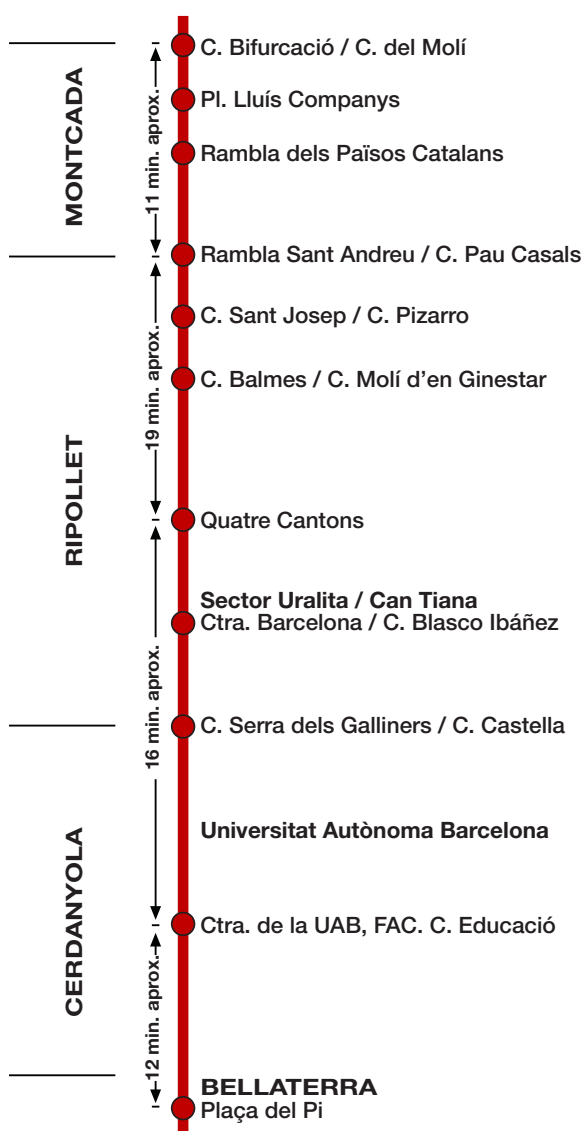 MONTCADA
11 min. aprox.
C. Bifurcació / C. del Molí
Pl. Lluís Companys
Rambla dels Països Catalans
Rambla Sant Andreu / C. Pau Casals
RIPOLLET
19 min. aprox.
C. Sant Josep / C. Pizarro
C. Balmes / C. Molí d’en Ginestar
Quatre Cantons
16 min. aprox.
Sector Uralita / Can Tiana
Ctra. Barcelona / C. Blasco Ibáñez
C. Serra dels Galliners / C. Castella
CERDANYOLA
Universitat Autònoma Barcelona
Ctra. de la UAB, FAC. C. Educació
12 min. aprox.
BELLATERRA
Plaça del Pi